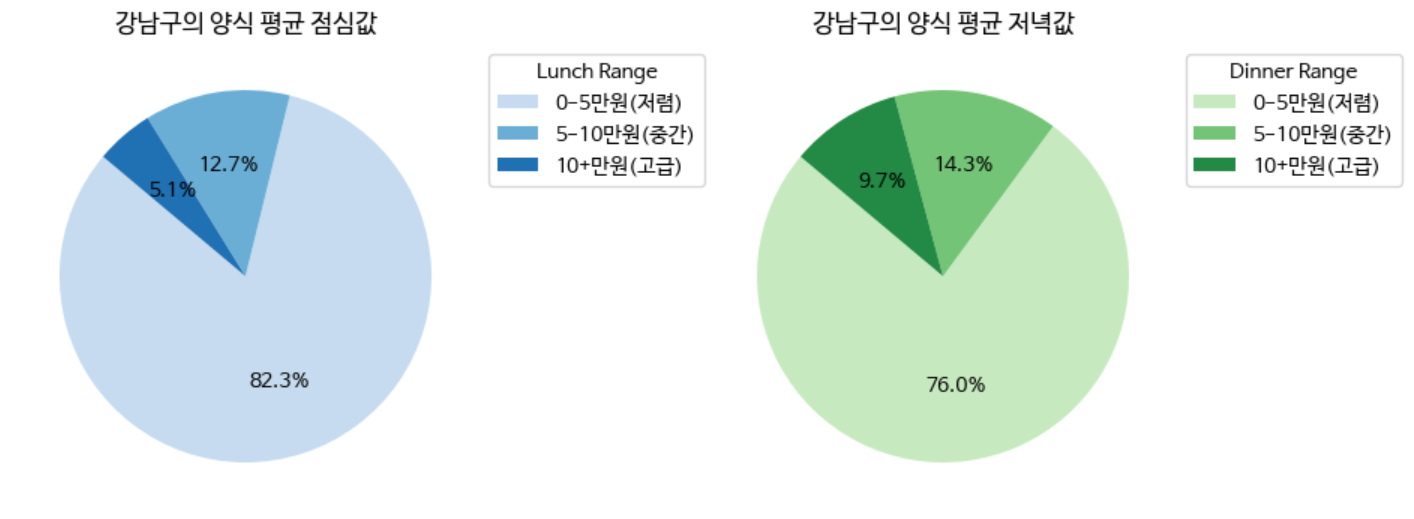 강남구의 양식 평균 점심값
Lunch Range
0−5만원(저렴)
5−10만원(중간)
10+만원(고급)
12.7%
5.1%
82.3%
강남구의 양식 평균 저녁값
Dinner Range
0−5만원(저렴)
5−10만원(중간)
10+만원(고급)
14.3%
9.7%
76.0%